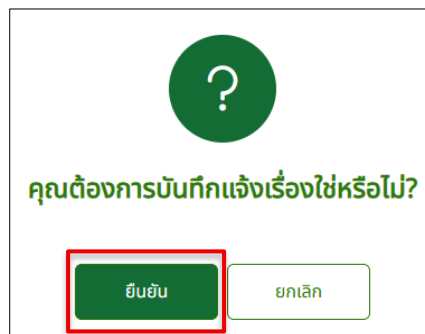 ?
คุณต้องการบันทึกแจ้งเรื่องใช่หรือไม่?
ยืนยัน
ยกเลิก